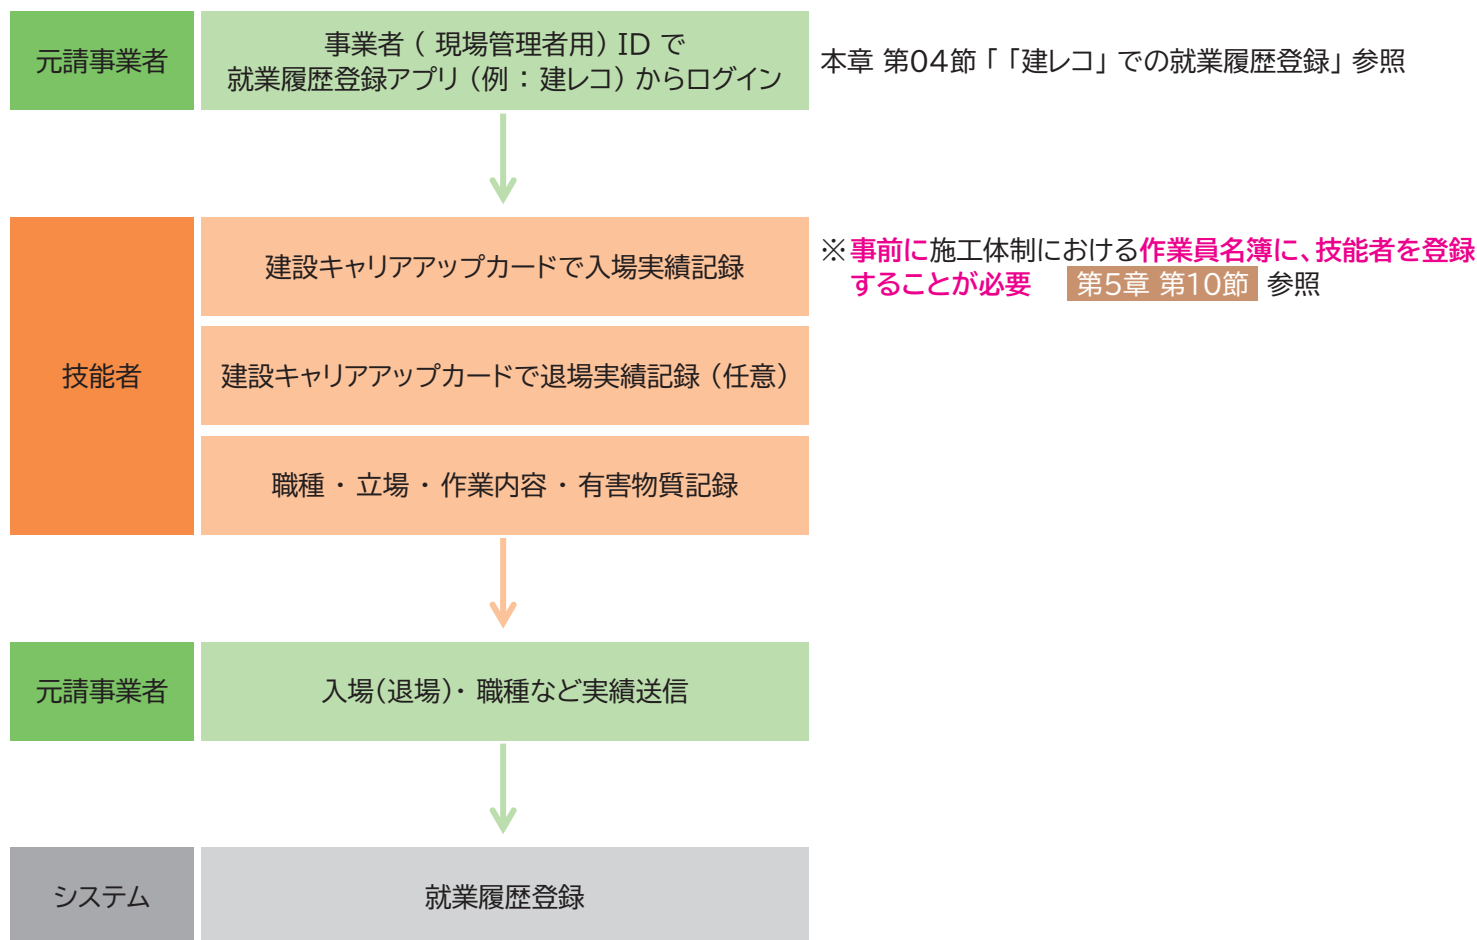 元請事業者
事業者（ 現場管理者用）ID で
就業履歴登録アプリ（例：建レコ）からログイン
本章 第04節「「建レコ」での就業履歴登録」参照
技能者
建設キャリアアップカードで入場実績記録
※事前に施工体制における作業員名簿に、技能者を登録
することが必要 第5章 第10節 参照
建設キャリアアップカードで退場実績記録（任意）
職種・立場・作業内容・有害物質記録
元請事業者
入場（退場）・職種など実績送信
システム
就業履歴登録